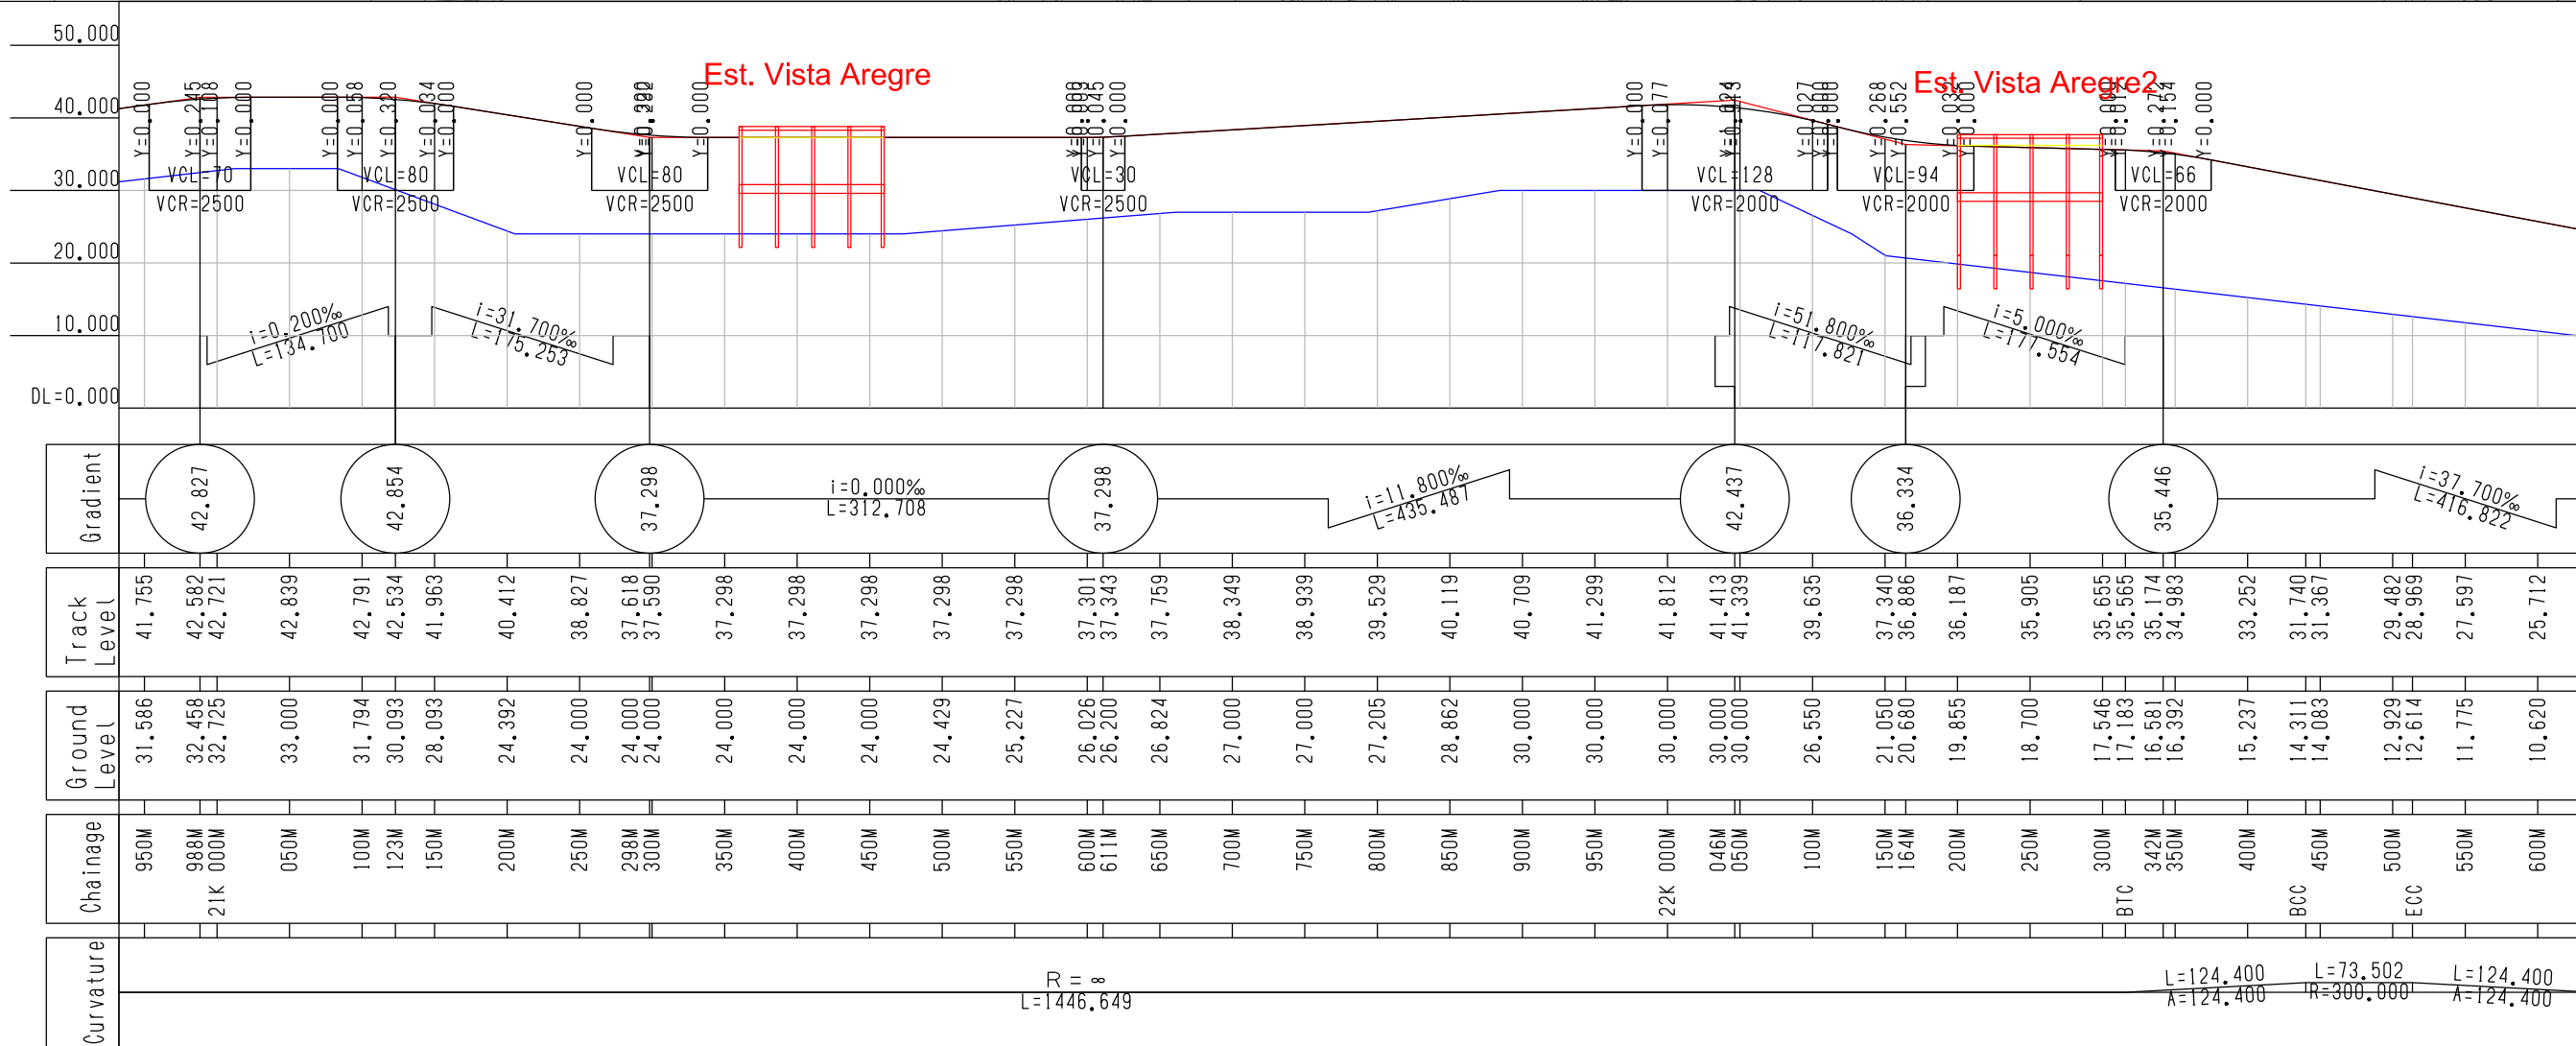 50.000
40.000
30.000
20.000
10.000
DL=0.000
Est. Vista Aregre
Est. Vista Aregre2
Y=0.000
Y=0.245
Y=0.108
Y=0.000
Y=0.000
Y=0.058
Y=0.320
Y=0.034
Y=0.000
Y=0.000
Y=0.000
Y=0.045
Y=0.000
Y=0.000
Y=0.077
Y=0.027
Y=0.268
Y=0.552
Y=0.154
Y=0.000
VCL=70
VCR=2500
VCL=80
VCR=2500
VCL=80
VCR=2500
VCL=30
VCR=2500
VCL=128
VCR=2000
VCL=94
VCR=2000
VCL=66
VCR=2000
i=0.200‰
L=134.700
i=31.700‰
L=175.253
i=51.800‰
L=117.821
i=5.000‰
L=177.554
Gradient
42.827
42.854
37.298
i=0.000‰
L=312.708
37.298
i=11.800‰
L=435.487
42.437
36.334
35.446
i=37.700‰
L=416.822
Track
Level
41.755
42.582
42.721
42.839
42.791
42.534
41.963
40.412
38.827
37.618
37.590
37.298
37.298
37.298
37.298
37.298
37.301
37.343
37.759
38.349
38.939
39.529
40.119
40.709
41.299
41.812
41.413
41.339
39.635
37.340
36.886
36.187
35.905
35.655
35.565
35.174
34.983
33.252
31.740
31.367
29.482
28.969
27.597
25.712
Ground
Level
31.586
32.458
32.725
33.000
31.794
30.093
28.093
24.392
24.000
24.000
24.000
24.000
24.000
24.000
24.429
25.227
26.026
26.200
26.824
27.000
27.000
27.205
28.862
30.000
30.000
30.000
30.000
30.000
26.550
21.050
20.680
19.855
18.700
17.546
17.183
16.581
16.392
15.237
14.311
14.083
12.929
12.614
11.775
10.620
Chainage
950M
988M
21K 000M
050M
100M
123M
150M
200M
250M
298M
300M
350M
400M
450M
500M
550M
600M
611M
650M
700M
750M
800M
850M
900M
950M
22K 000M
046M
050M
100M
150M
164M
200M
250M
300M
BTC
342M
350M
400M
BCC
450M
500M
ECC
550M
600M
Curvature
R = ∞
L=1446.649
L=124.400
A=124.400
L=73.502
R=300.000
L=124.400
A=124.400